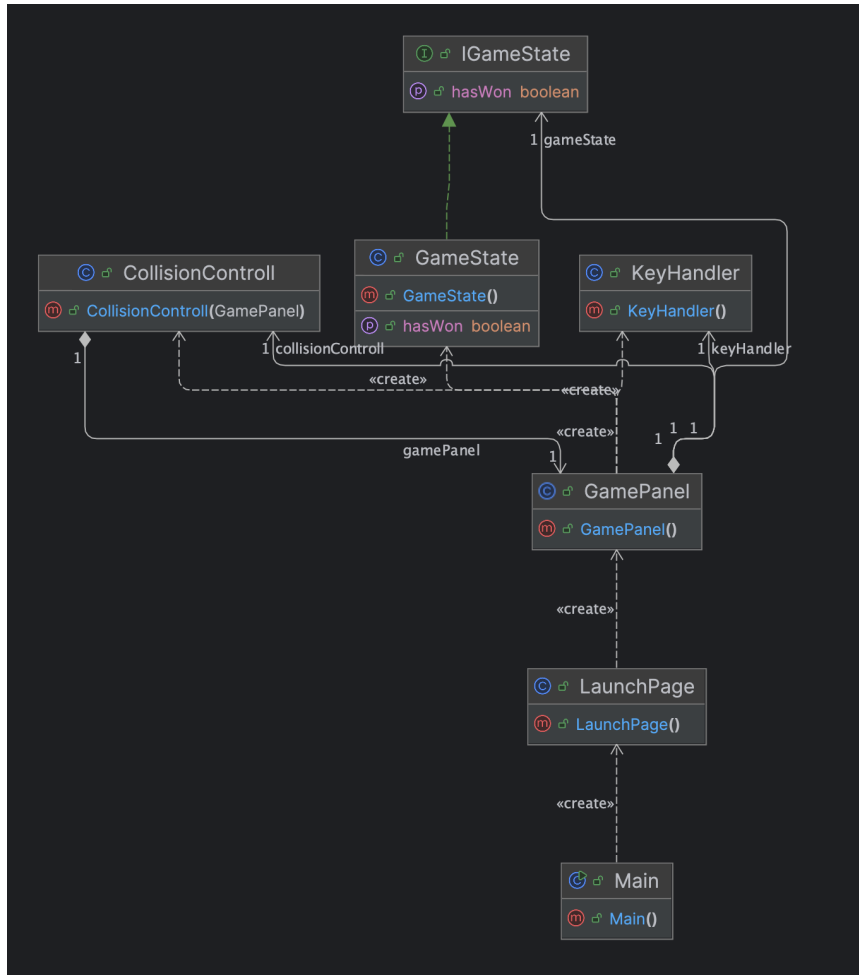 IGameState
hasWon boolean
1 gameState
CollisionControll
CollisionControll(GamePanel)
GameState
GameState()
hasWon boolean
KeyHandler
KeyHandler()
1
1 collisionControll
1 keyHandler
«create»
«create»
«create»
1 1 1
gamePanel
1
GamePanel
GamePanel()
«create»
LaunchPage
LaunchPage()
«create»
Main
Main()